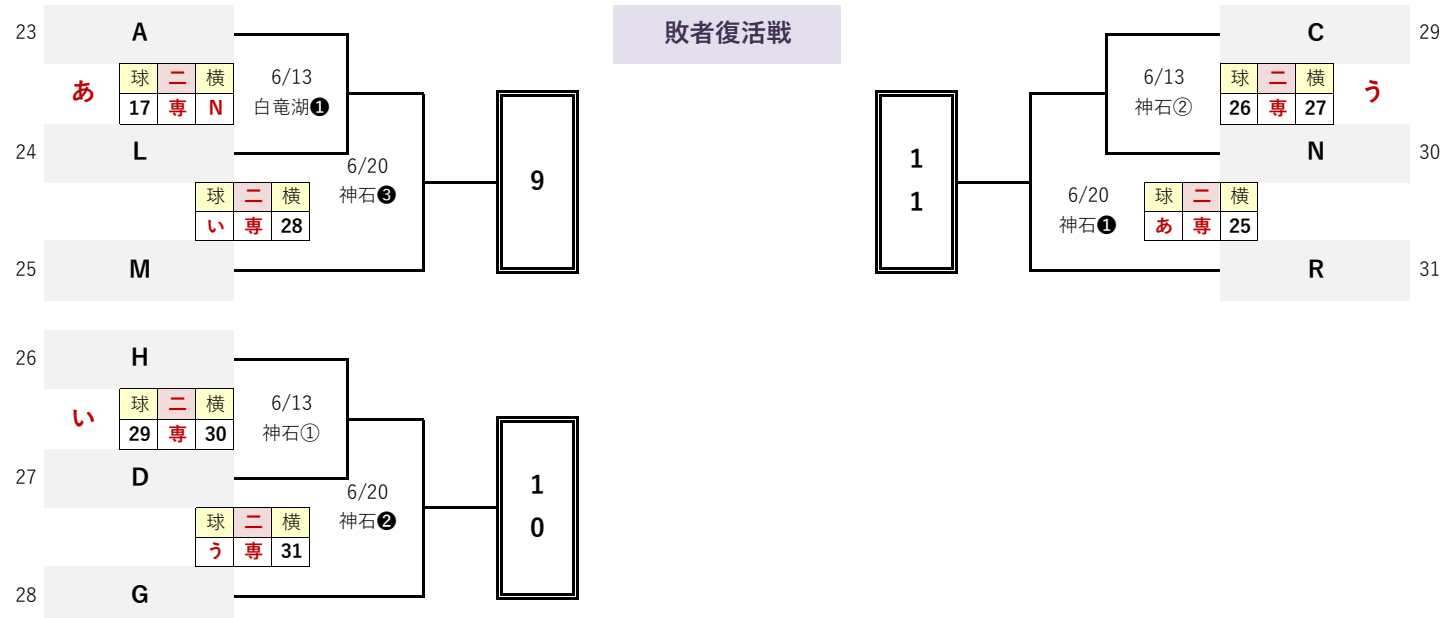 敗者復活戦
23 A
6/13
球 二 横
あ 17 専 N
白竜湖❶
24 L
6/20
球 二 横
神石❸
い 専 28
9
25 M
26 H
6/13
球 二 横
い 29 専 30
神石①
27 D
6/20
球 二 横
神石❷
う 専 31
1
0
28 G
C 29
6/13
球 二 横
神石②
26 専 27 う
N 30
1
1
6/20
球 二 横
神石❶
あ 専 25
R 31